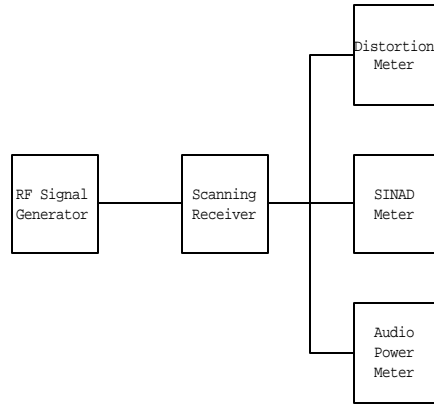 Distortion
Meter
RF Signal
Generator
Scanning
Receiver
SINAD
Meter
Audio
Power
Meter